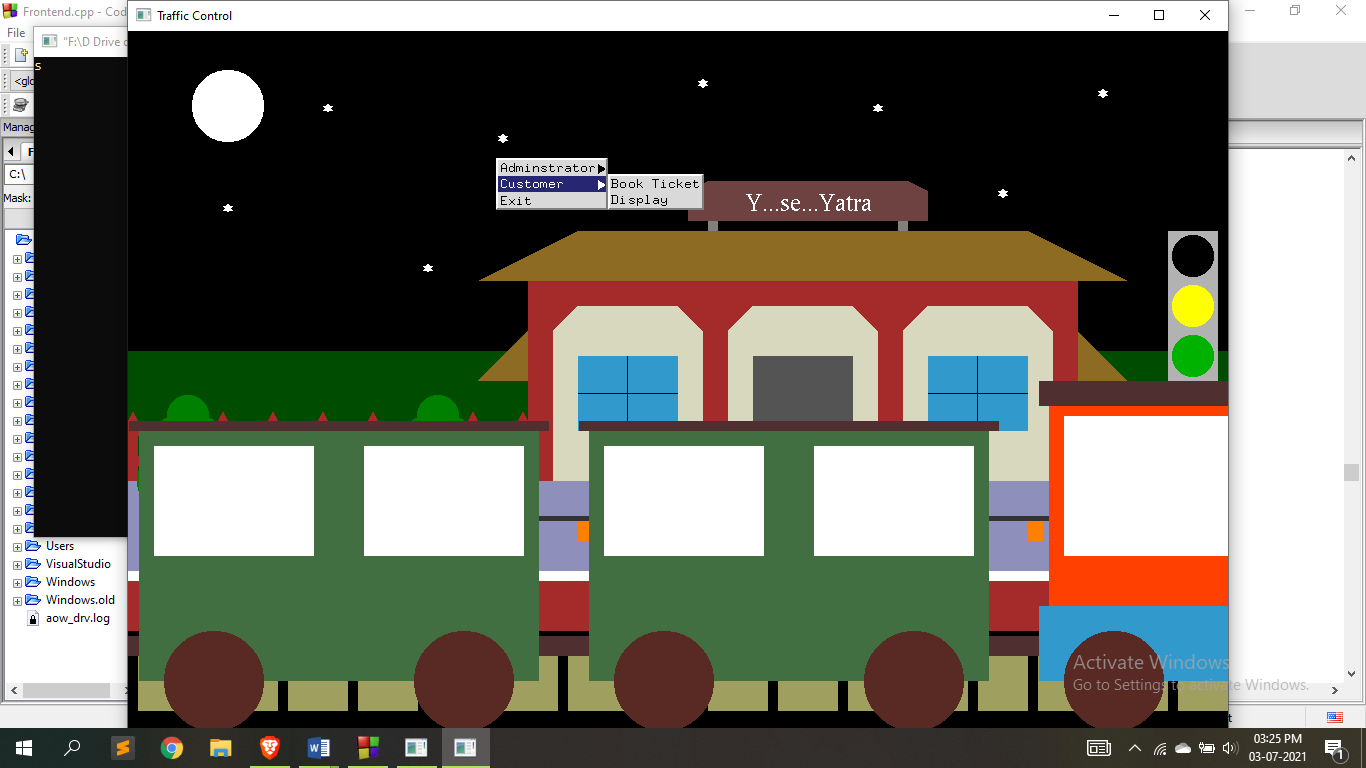 Frontend.cpp - Cod
Traffic Control
File
"F:\D Drive
s
<glo
Manag
F
C:\
Mask:
Adminstrator
Customer
Exit
Book Ticket
Display
Y...se...Yatra
Users
VisualStudio
Windows
Windows.old
aow_drv.log
Activate Windows
Go to Settings to activate Windows.
03:25 PM
03-07-2021
1